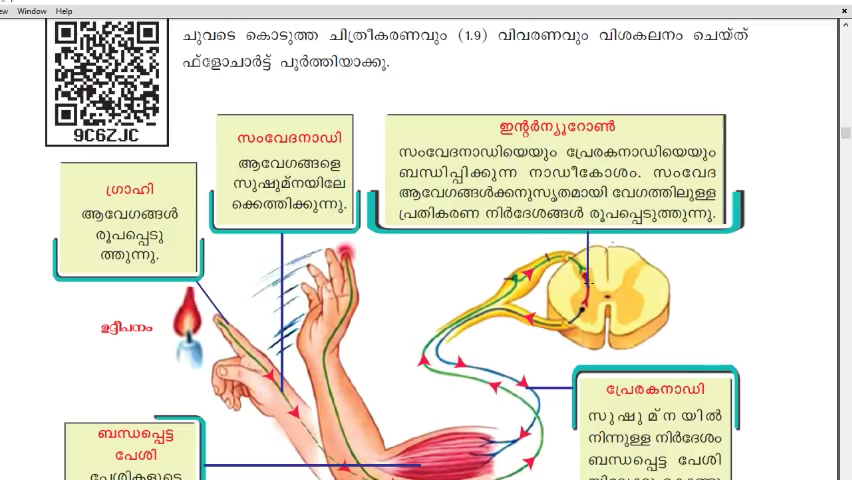 ew Window Help
ചുവടെ കൊടുത്ത ചിത്രീകരണവും (1.9) വിവരണവും വിശകലനം ചെയ്ത്
ഫ്ളോചാർട്ട് പൂർത്തിയാക്കൂ.
9C6ZJC
സംവേദനാഡി
ആവേഗങ്ങളെ
സുഷുമ്നയിലേ
ക്കെത്തിക്കുന്നു.
ഇന്റർന്യൂറോൺ
സംവേദനാഡിയെയും പ്രേരകനാഡിയെയും
ബന്ധിപ്പിക്കുന്ന നാഡീകോശം. സംവേദ
ആവേഗങ്ങൾക്കനുസൃതമായി വേഗത്തിലുള്ള
പ്രതികരണ നിർദേശങ്ങൾ രൂപപ്പെടുത്തുന്നു.
ഗ്രാഹി
ആവേഗങ്ങൾ
രൂപപ്പെടു
ത്തുന്നു.
ഉദ്ദീപനം
പ്രേരകനാഡി
സുഷുമ്നയിൽ
നിന്നുള്ള നിർദേശം
ബന്ധപ്പെട്ട പേശി
ബന്ധപ്പെട്ട
പേശി
പേശികളുടെ